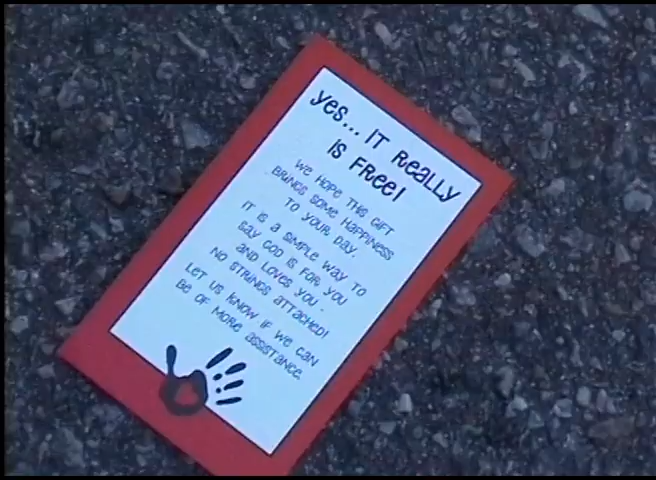 yes... IT ReaLLY
IS FRee!
We HOPe THIS GIFT
BRINGS SOMe HaPPINeSS
TO YOUR Day.
IT IS a SIMPLe way TO
Say GOD IS FOR YOU
aND LOVeS YOU -
NO STRINGS aTTaCHeD!
LeT US KNOW IF We CaN
Be OF MORe aSSISTaNCe.